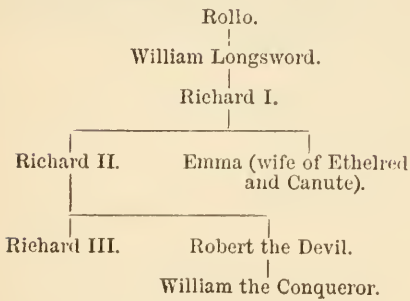 Rollo.
William Longsword.
Richard I.
Richard II. Emma (wife of Ethelred
and Canute).
Richard III. Robert the Devil.
William the Conqueror.